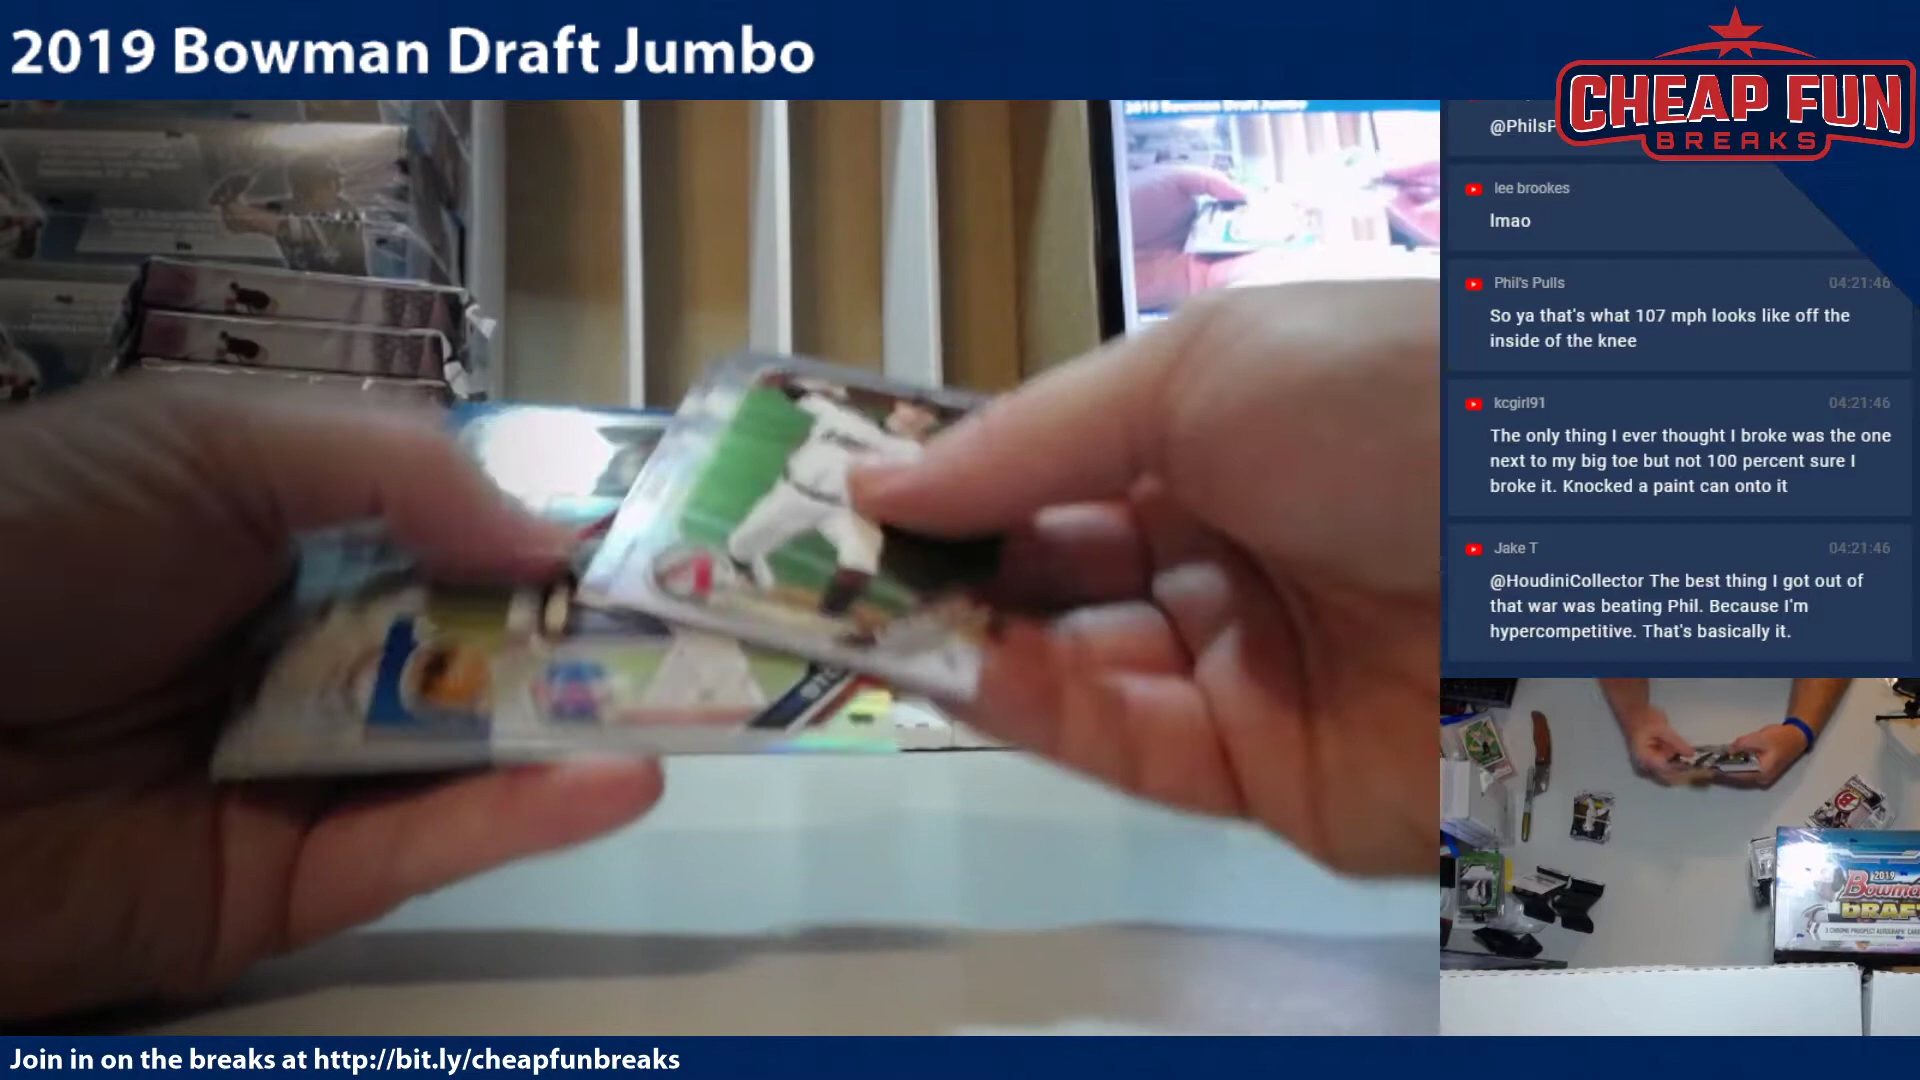 2019 Bowman Draft Jumbo
CHEAP FUN
BREAKS
@PhilsP
lee brookes
lmao
Phil's Pulls 04:21:46
So ya that's what 107 mph looks like off the
inside of the knee
kcgirl91 04:21:46
The only thing I ever thought I broke was the one
next to my big toe but not 100 percent sure I
broke it. Knocked a paint can onto it
Jake T 04:21:46
@HoudiniCollector The best thing I got out of
that war was beating Phil. Because I'm
hypercompetitive. That's basically it.
2019 Bowman Draft Jumbo
2019
Bowma
DRAF
Join in on the breaks at http://bit.ly/cheapfunbreaks